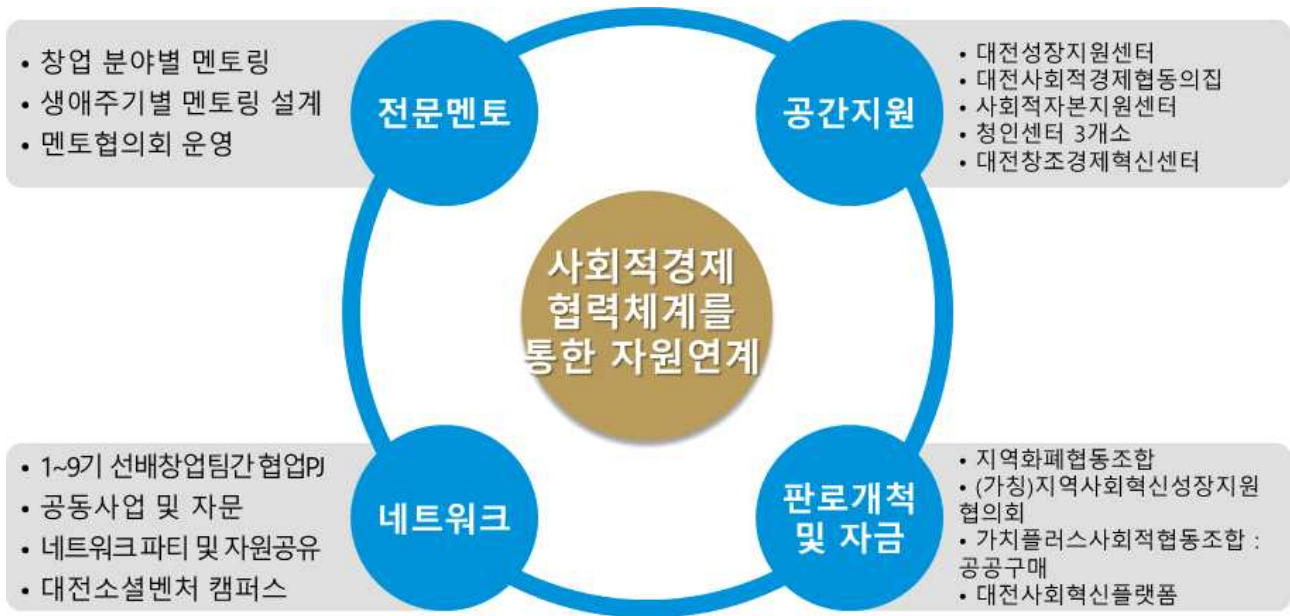 • 창업 분야별 멘토링
• 생애주기별 멘토링 설계
• 멘토협의회 운영
전문멘토
공간지원
• 대전성장지원센터
• 대전사회적경제협동의집
• 사회적자본지원센터
• 청인센터 3개소
• 대전창조경제혁신센터
사회적경제
협력체계를
통한 자원연계
• 1~9기 선배창업팀간 협업PJ
• 공동사업 및 자문
• 네트워크 파티 및 자원공유
• 대전소셜벤처 캠퍼스
네트워크
판로개척
및 자금
• 지역화폐협동조합
• (가칭)지역사회혁신성장지원
협의회
• 가치플러스사회적협동조합 :
공공구매
• 대전사회혁신플랫폼